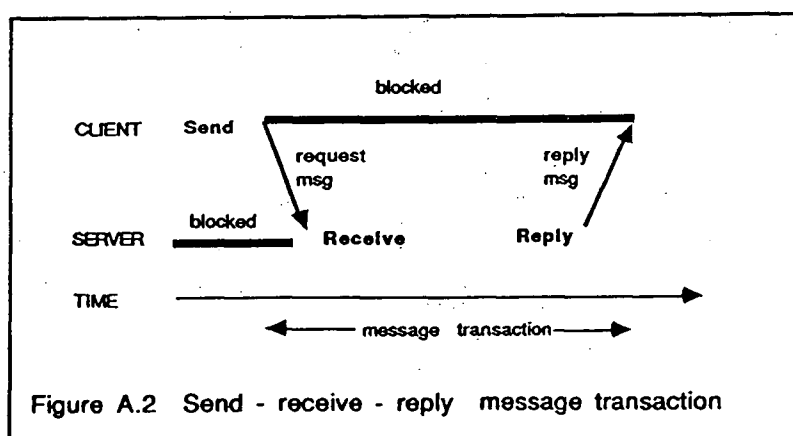 blocked
CLIENT Send
request reply
msg msg
blocked
SERVER Receive Reply
TIME
message transaction
Figure A.2 Send - receive - reply message transaction